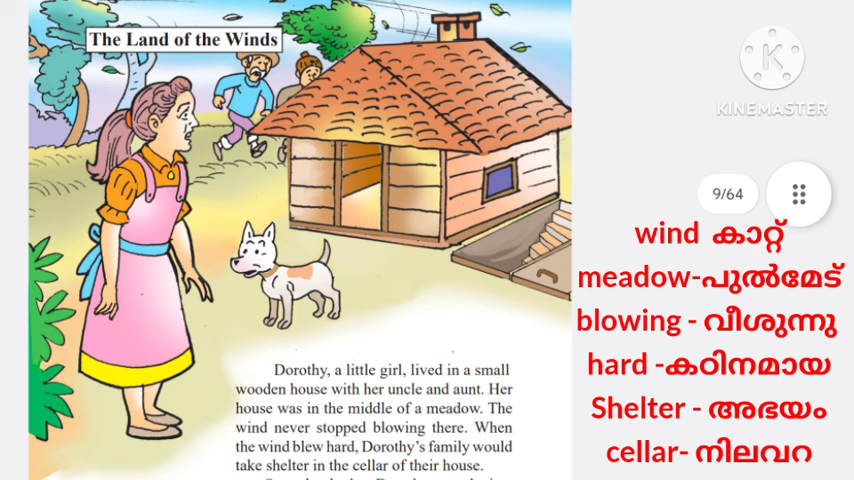 The Land of the Winds
KINEMASTER
9/64
wind കാറ്റ്
meadow-പുൽമേട്
blowing - വീശുന്നു
hard -കഠിനമായ
Shelter - അഭയം
cellar- നിലവറ
Dorothy, a little girl, lived in a small
wooden house with her uncle and aunt. Her
house was in the middle of a meadow. The
wind never stopped blowing there. When
the wind blew hard, Dorothy’s family would
take shelter in the cellar of their house.